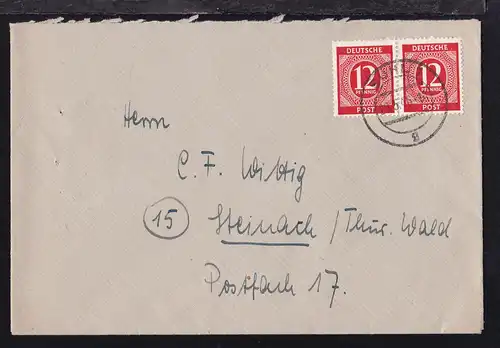 DEUTSCHE DEUTSCHE
12 12
PFENNIG PFENNIG
POST POST
g
Herrn
C. F. Wittig
(15) Steinach / Thür. Wald
Postfach 17.